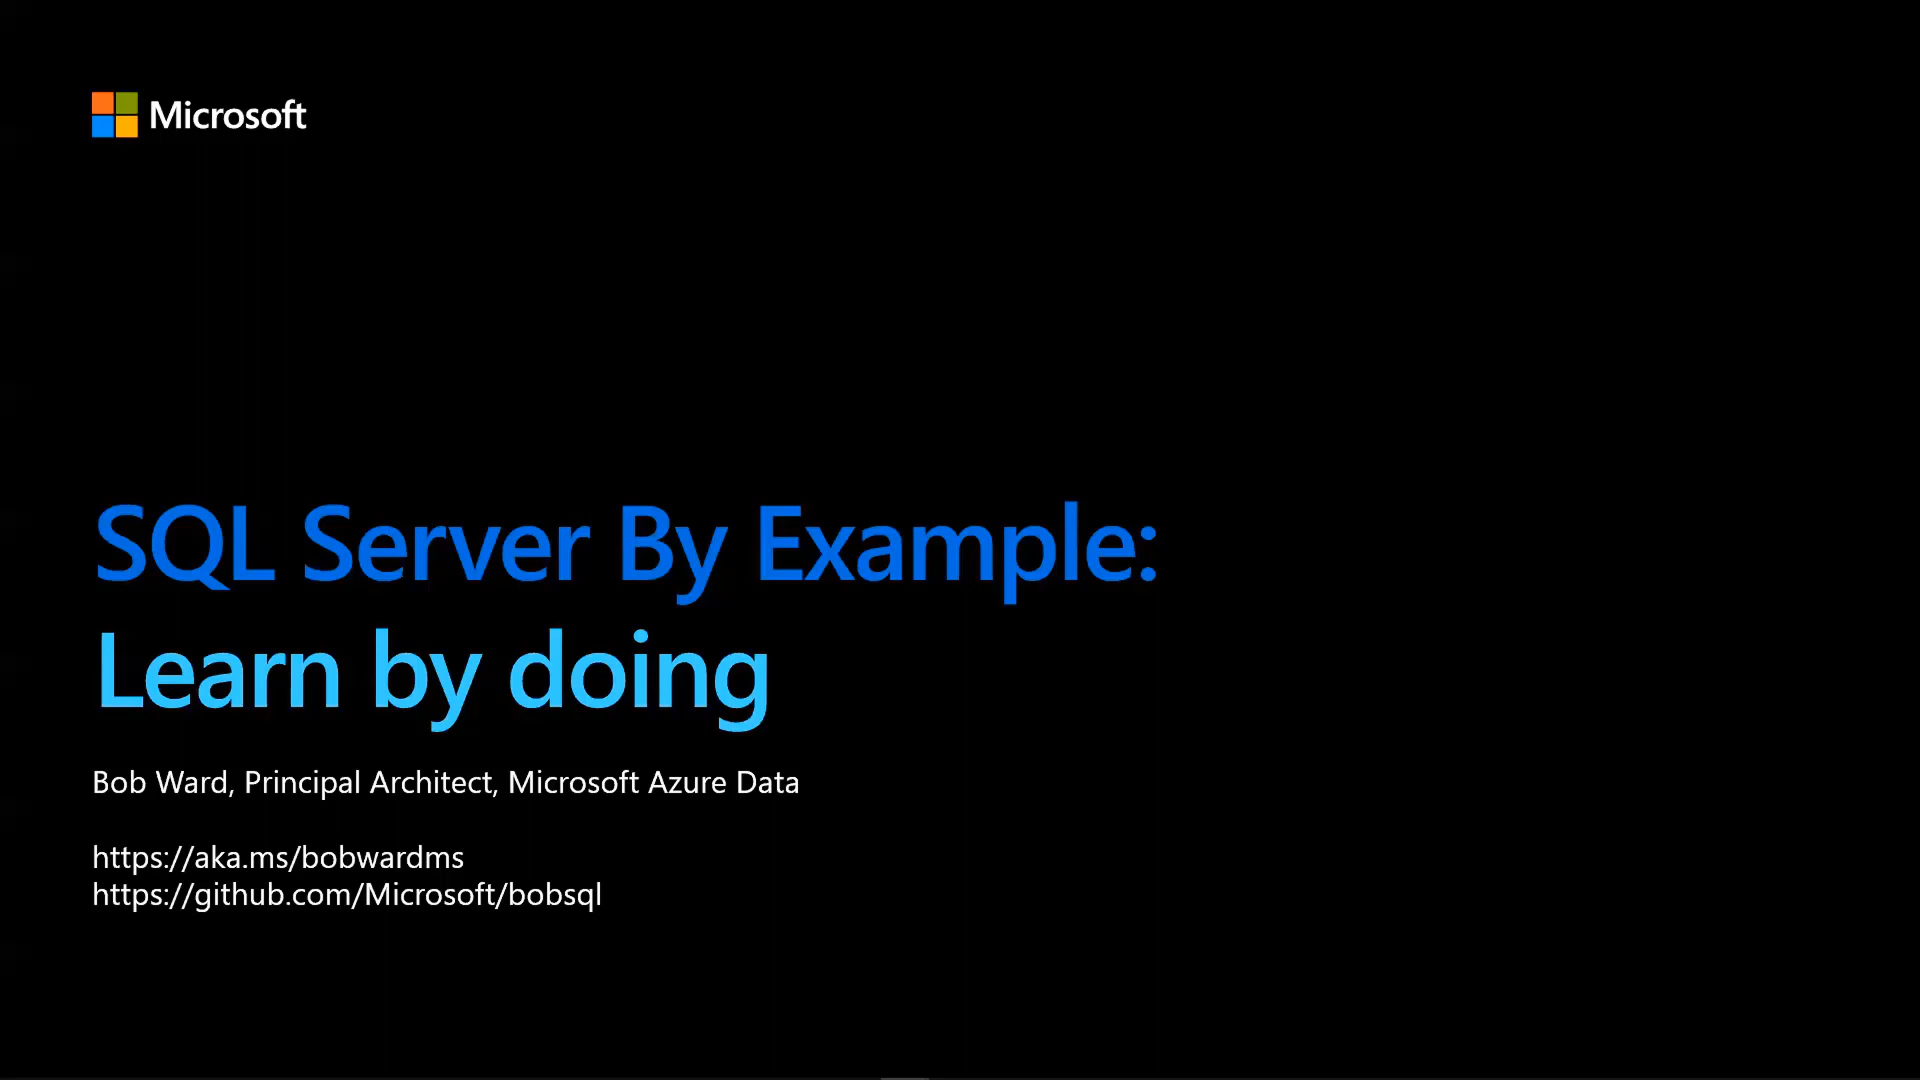 Microsoft
SQL Server By Example:
Learn by doing
Bob Ward, Principal Architect, Microsoft Azure Data
https://aka.ms/bobwardms
https://github.com/Microsoft/bobsql